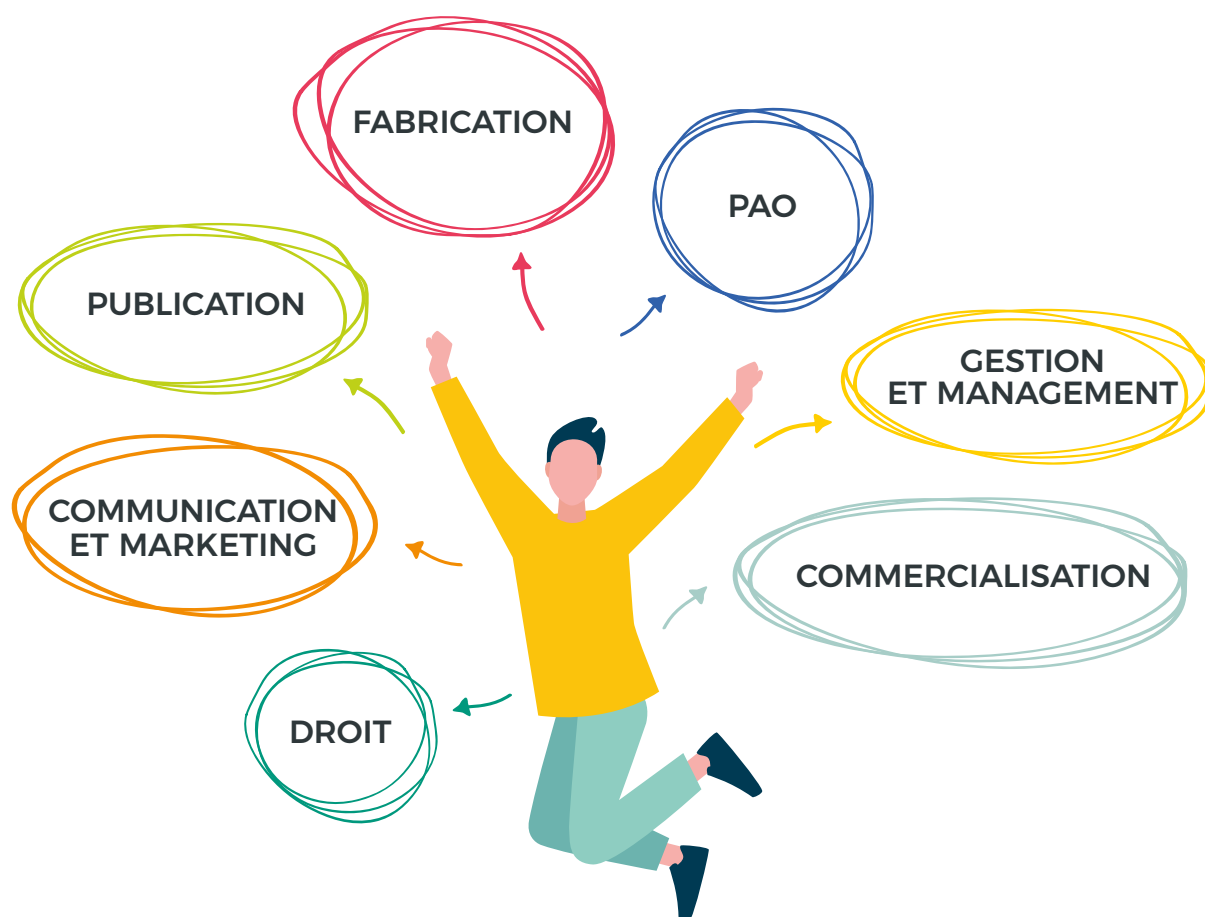 FABRICATION
PAO
PUBLICATION
GESTION
ET MANAGEMENT
COMMUNICATION
ET MARKETING
COMMERCIALISATION
DROIT